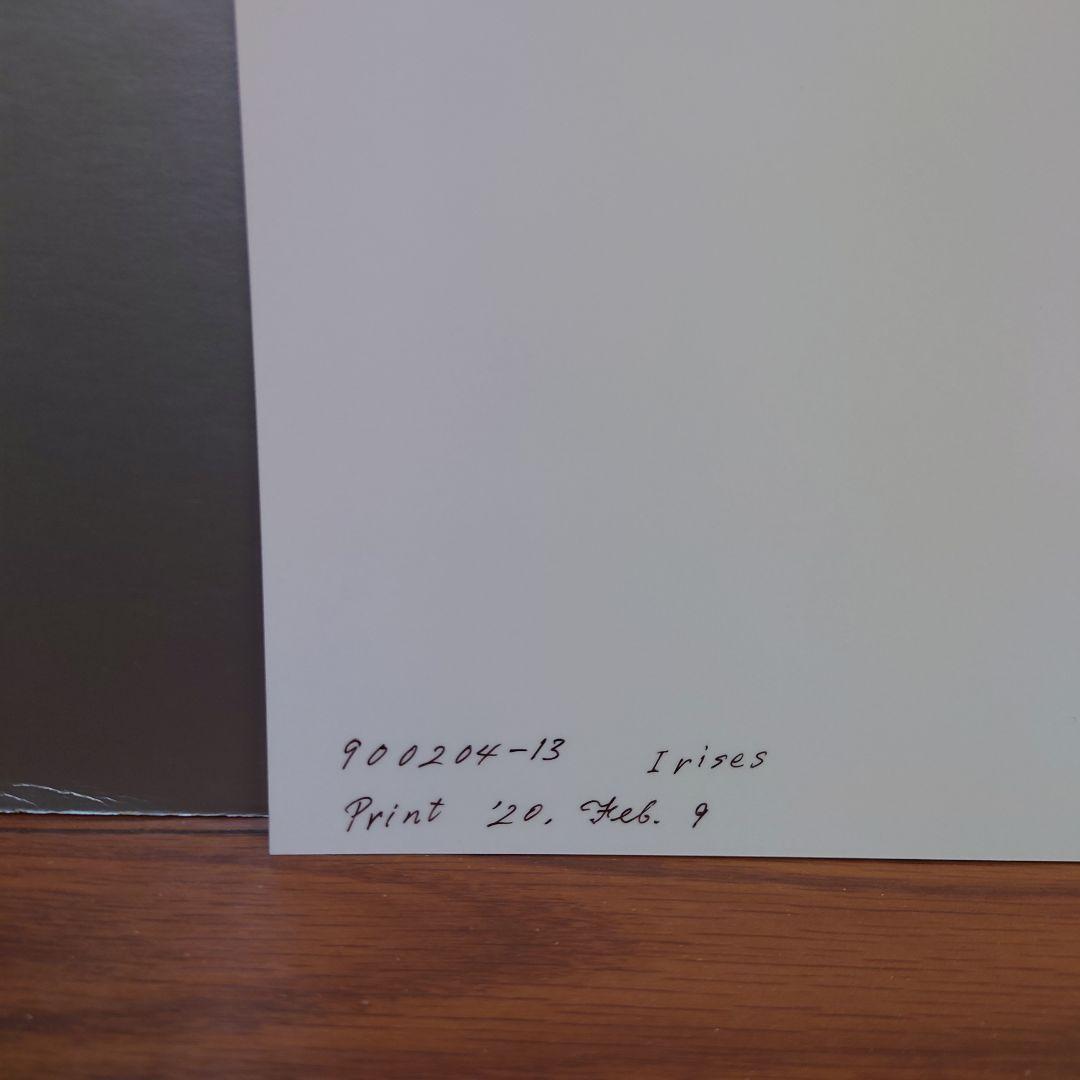 900204-13 Irises
Print '20. Feb. 9